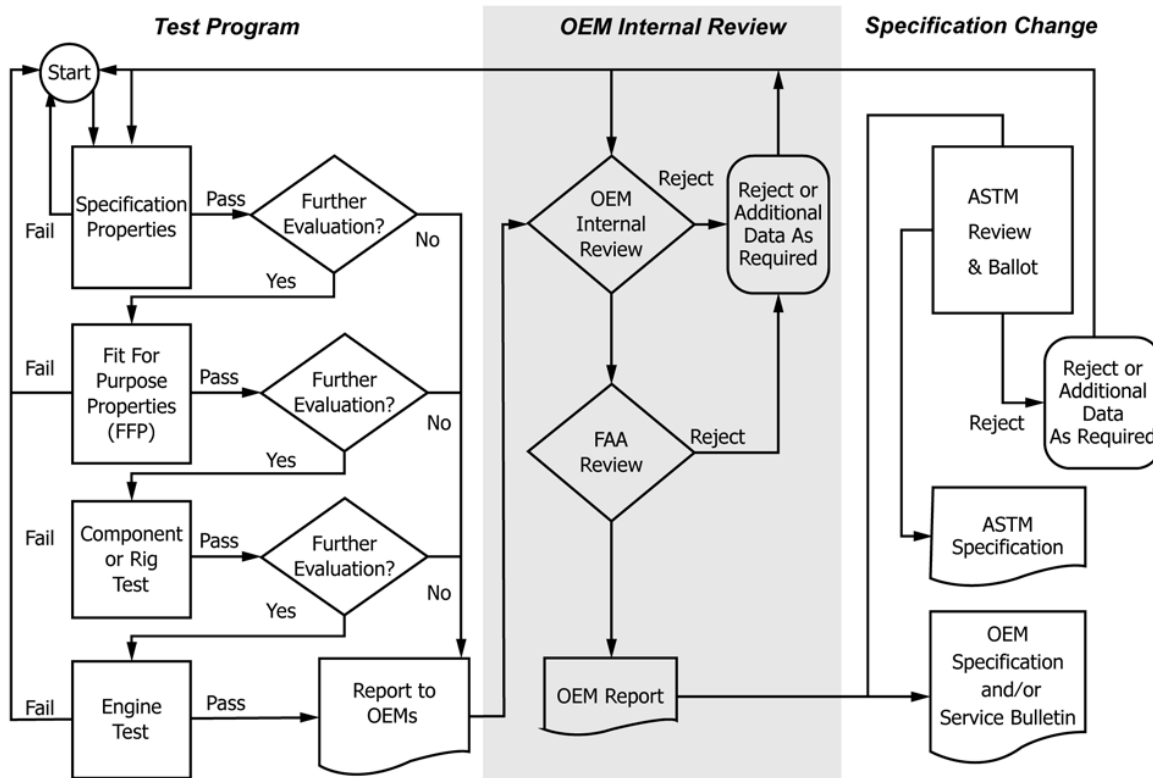 Test Program
OEM Internal Review
Specification Change
Start
Specification
Properties
Pass
Fail
Further
Evaluation?
No
Yes
Fit For
Purpose
Properties
(FFP)
Fail
Pass
Further
Evaluation?
No
Yes
Component
or Rig
Test
Fail
Pass
Further
Evaluation?
No
Yes
Engine
Test
Fail
Pass
Report to
OEMs
OEM
Internal
Review
Reject
Reject or
Additional
Data As
Required
FAA
Review
Reject
OEM Report
ASTM
Review
& Ballot
Reject
Reject or
Additional
Data
As Required
ASTM
Specification
OEM
Specification
and/or
Service Bulletin